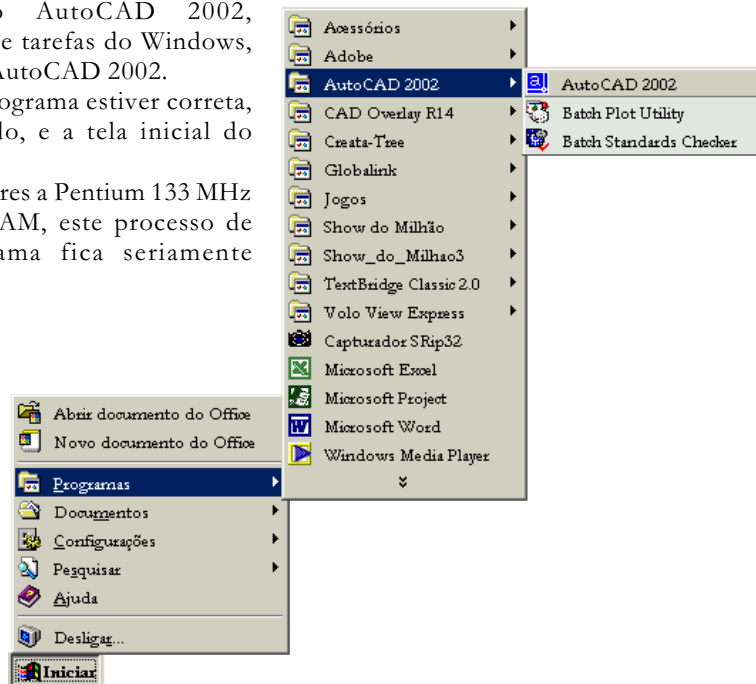 o AutoCAD 2002,
e tarefas do Windows,
AutoCAD 2002.
ograma estiver correta,
do, e a tela inicial do
res a Pentium 133 MHz
AM, este processo de
ama fica seriamente
Acessórios
Adobe
AutoCAD 2002
CAD Overlay R14
Creata-Tree
Globalink
Jogos
Show do Milhão
Show_do_Milhao3
TextBridge Classic 2.0
Volo View Express
Capturador SRip32
Microsoft Excel
Microsoft Project
Microsoft Word
Windows Media Player
AutoCAD 2002
Batch Plot Utility
Batch Standards Checker
Abrir documento do Office
Novo documento do Office
Programas
Documentos
Configurações
Pesquisar
Ajuda
Desligar...
Iniciar